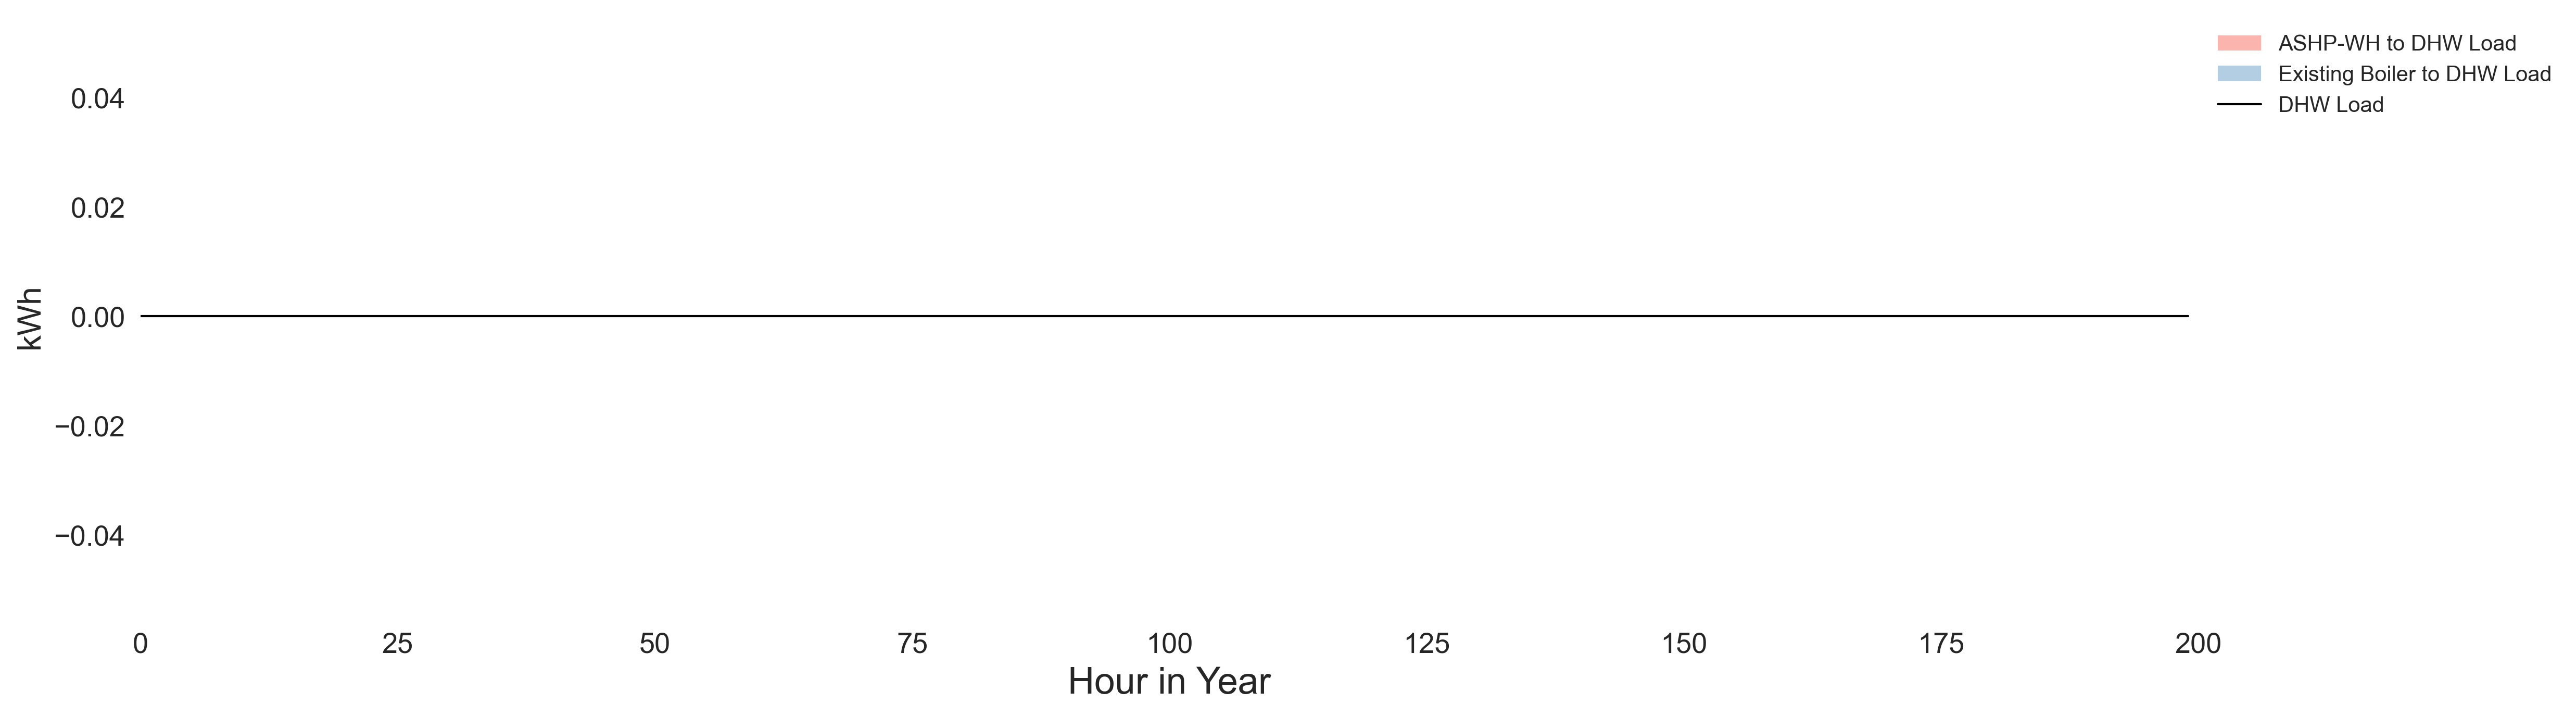 ASHP-WH to DHW Load
Existing Boiler to DHW Load
DHW Load
0.04
0.02
0.00
−0.02
−0.04
kWh
0 25 50 75 100 125 150 175 200
Hour in Year